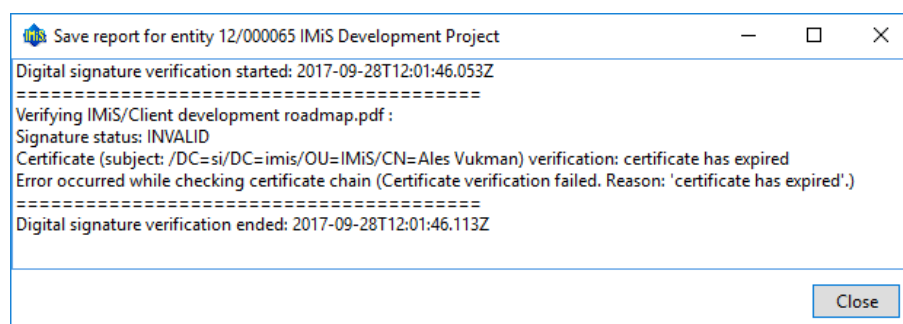 IMiS
Save report for entity 12/000065 IMiS Development Project
Digital signature verification started: 2017-09-28T12:01:46.053Z
========================================
Verifying IMiS/Client development roadmap.pdf :
Signature status: INVALID
Certificate (subject: /DC=si/DC=imis/OU=IMiS/CN=Ales Vukman) verification: certificate has expired
Error occurred while checking certificate chain (Certificate verification failed. Reason: 'certificate has expired'.)
========================================
Digital signature verification ended: 2017-09-28T12:01:46.113Z
Close